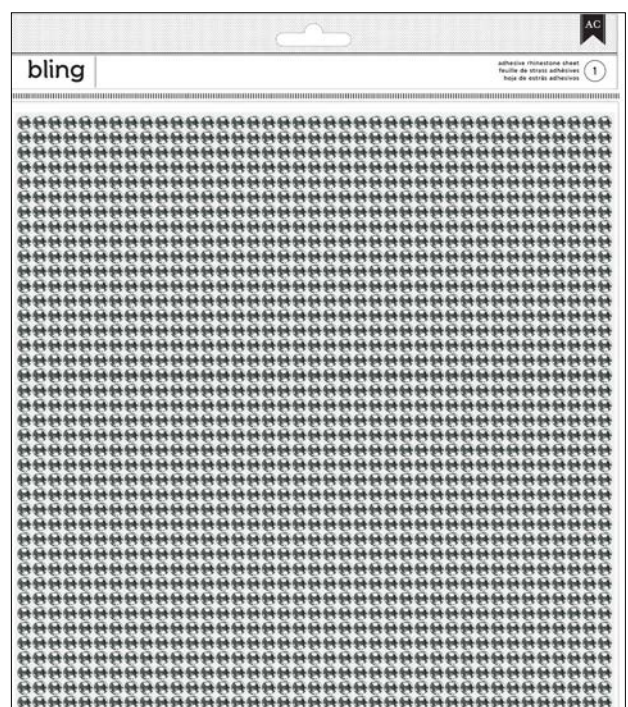 AC
bling
adhesive rhinestone sheet
feuille de strass adhésives
hoja de estrás adhesivos
1